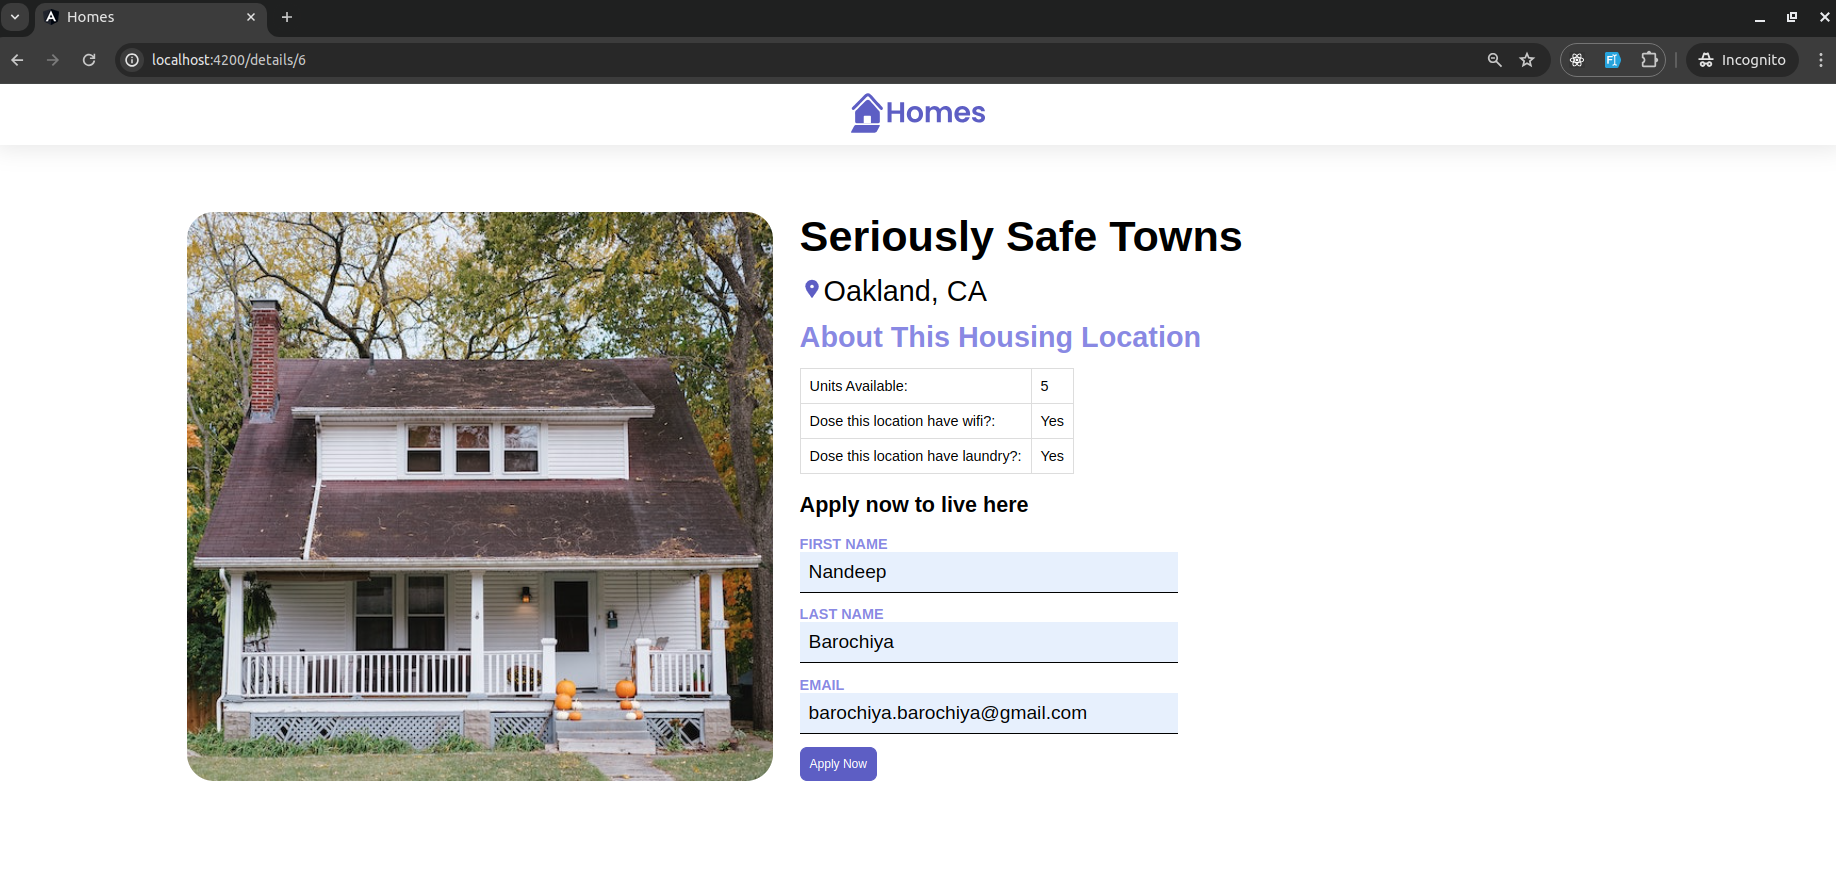 Homes
localhost:4200/details/6
Incognito
Homes
Seriously Safe Towns
Oakland, CA
About This Housing Location
Units Available: 5
Dose this location have wifi?: Yes
Dose this location have laundry?: Yes
Apply now to live here
FIRST NAME
Nandeep
LAST NAME
Barochiya
EMAIL
barochiya.barochiya@gmail.com
Apply Now